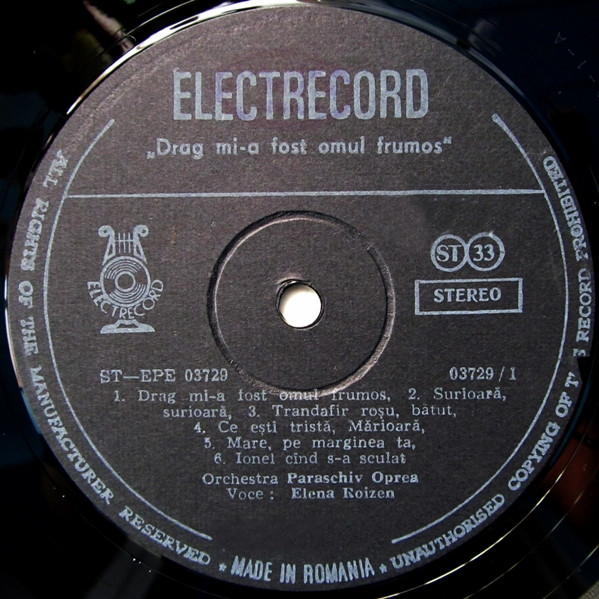 ELECTRECORD
„Drag mi-a fost omul frumos“
ELECTRECORD
ST 33
STEREO
ST—EPE 03729
03729/1
1. Drag mi-a fost omul frumos, 2. Surioară,
surioară, 3. Trandafir roşu, bătut,
4. Ce eşti tristă, Mărioară,
5. Mare, pe marginea ta,
6. Ionel cînd s-a sculat
Orchestra Paraschiv Oprea
Voce: Elena Roizen
ALL RIGHTS OF THE MANUFACTURER RESERVED * MADE IN ROMANIA * UNAUTHORISED COPYING OF RECORD PROHIBITED